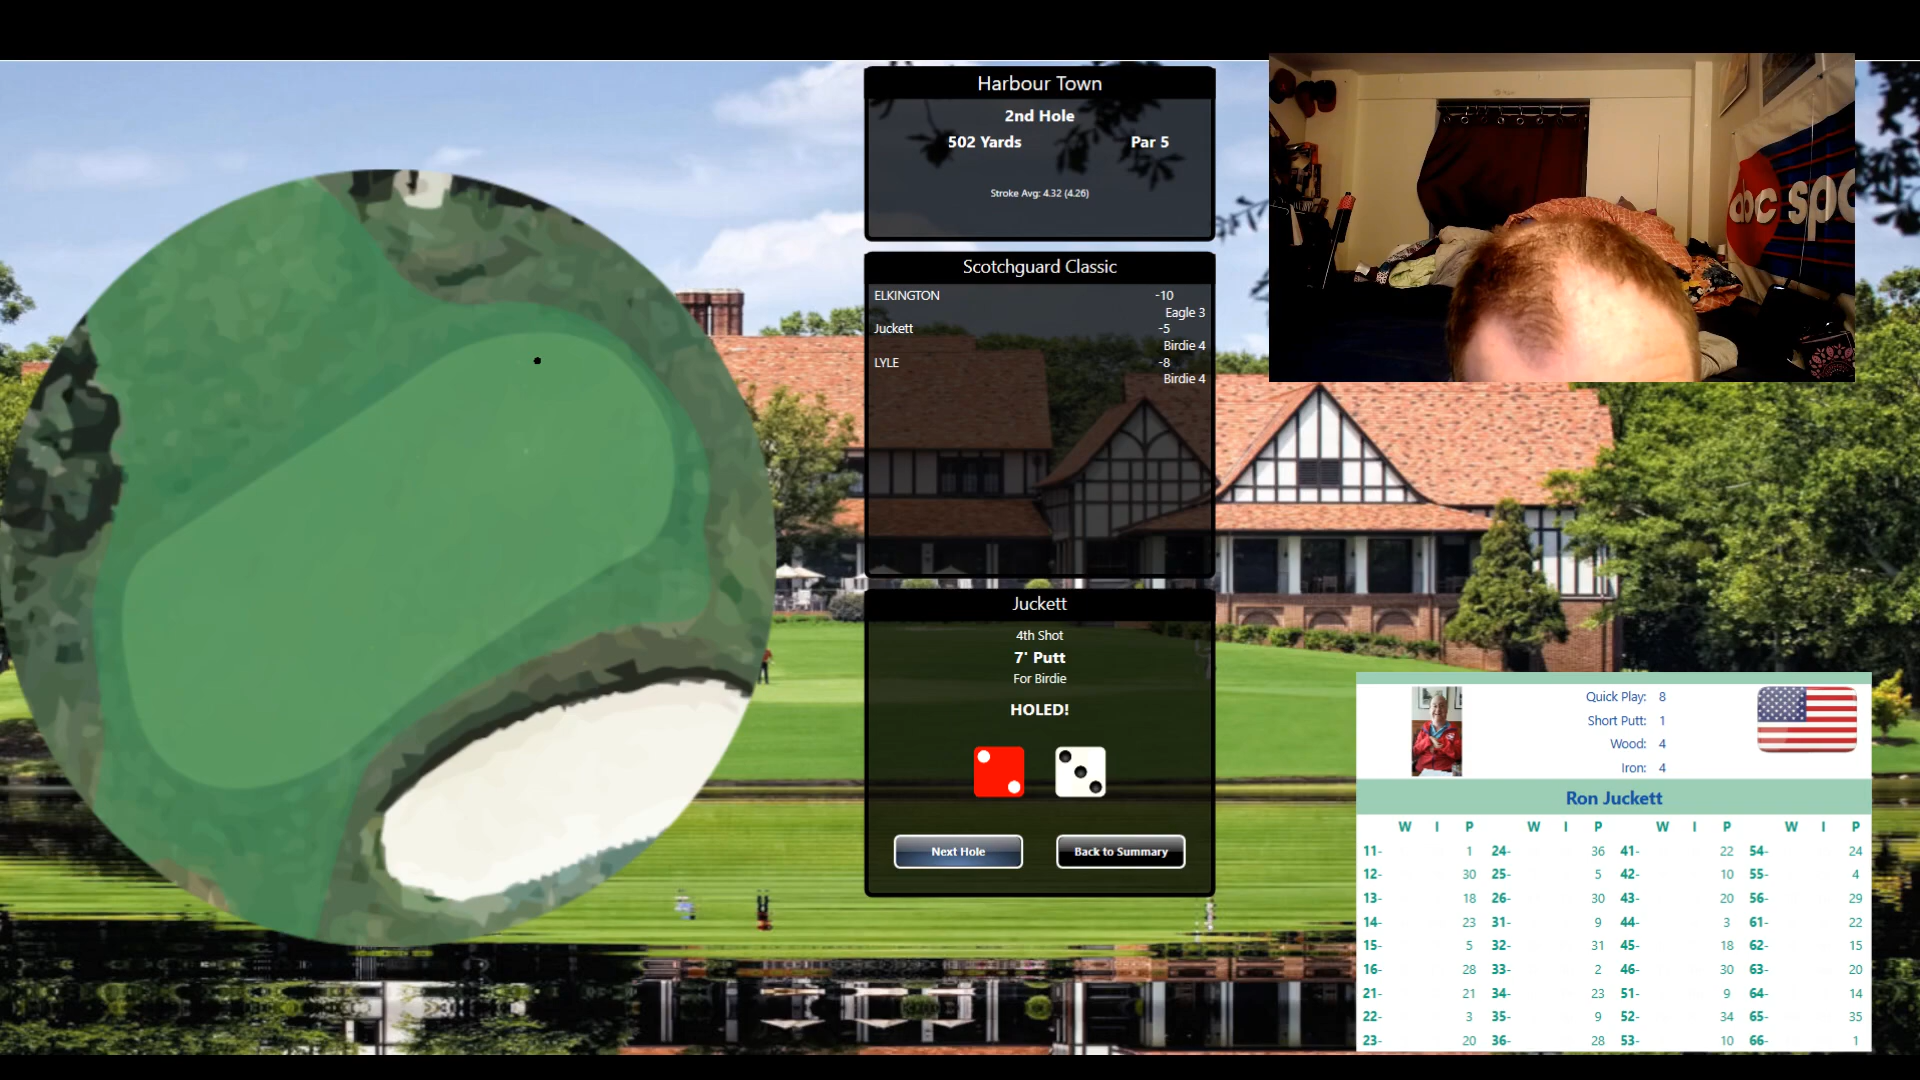 Harbour Town
2nd Hole
502 Yards Par 5
Stroke Avg: 4.32 (4.26)
Scotchguard Classic
ELKINGTON -10
Eagle 3
Juckett -5
Birdie 4
LYLE -8
Birdie 4
Juckett
4th Shot
7' Putt
For Birdie
HOLED!
Next Hole Back to Summary
abc spo
Quick Play: 8
Short Putt: 1
Wood: 4
Iron: 4
Ron Juckett
W I P W I P W I P W I P
11- 1 24- 36 41- 22 54- 24
12- 30 25- 5 42- 10 55- 4
13- 18 26- 30 43- 20 56- 29
14- 23 31- 9 44- 3 61- 22
15- 5 32- 31 45- 18 62- 15
16- 28 33- 2 46- 30 63- 20
21- 21 34- 23 51- 9 64- 14
22- 3 35- 9 52- 34 65- 35
23- 20 36- 28 53- 10 66- 1